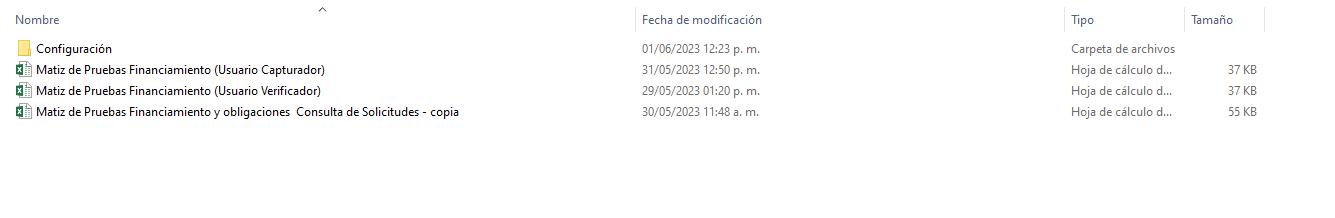 Nombre Fecha de modificación Tipo Tamaño
Configuración 01/06/2023 12:23 p. m. Carpeta de archivos
Matiz de Pruebas Financiamiento (Usuario Capturador) 31/05/2023 12:50 p. m. Hoja de cálculo d... 37 KB
Matiz de Pruebas Financiamiento (Usuario Verificador) 29/05/2023 01:20 p. m. Hoja de cálculo d... 37 KB
Matiz de Pruebas Financiamiento y obligaciones  Consulta de Solicitudes - copia 30/05/2023 11:48 a. m. Hoja de cálculo d... 55 KB